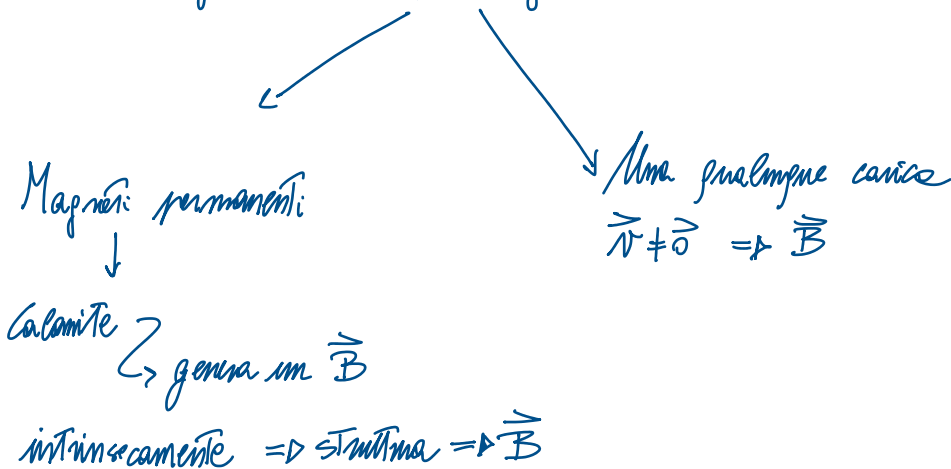 Magneti permanenti
Una qualunque carica
v⃗ ≠ 0⃗ => B⃗
Calamite
genera un B⃗
intrinsecamente => struttura => B⃗